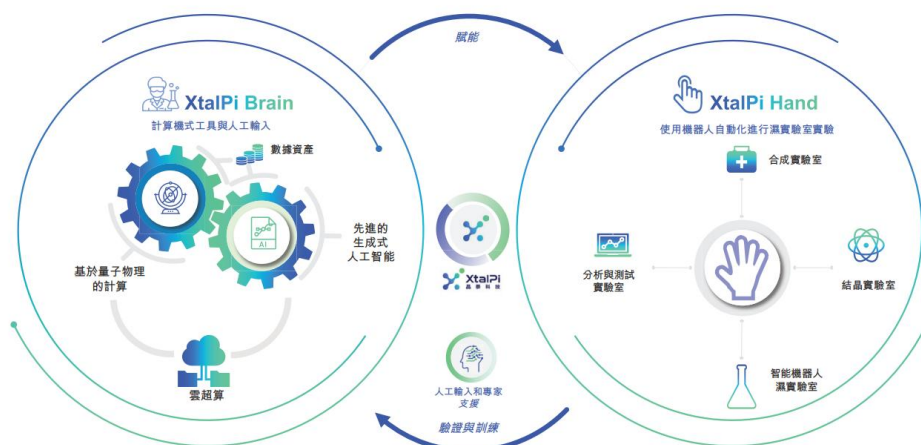 賦能
XtalPi Brain
計算機式工具與人工輸入
數據資產
AI
先進的
生成式
人工智能
基於量子物理
的計算
雲超算
XtalPi
晶泰科技
人工輸入和專家
支援
驗證與訓練
XtalPi Hand
使用機器人自動化進行濕實驗室實驗
合成實驗室
分析與測試
實驗室
結晶實驗室
智能機器人
濕實驗室